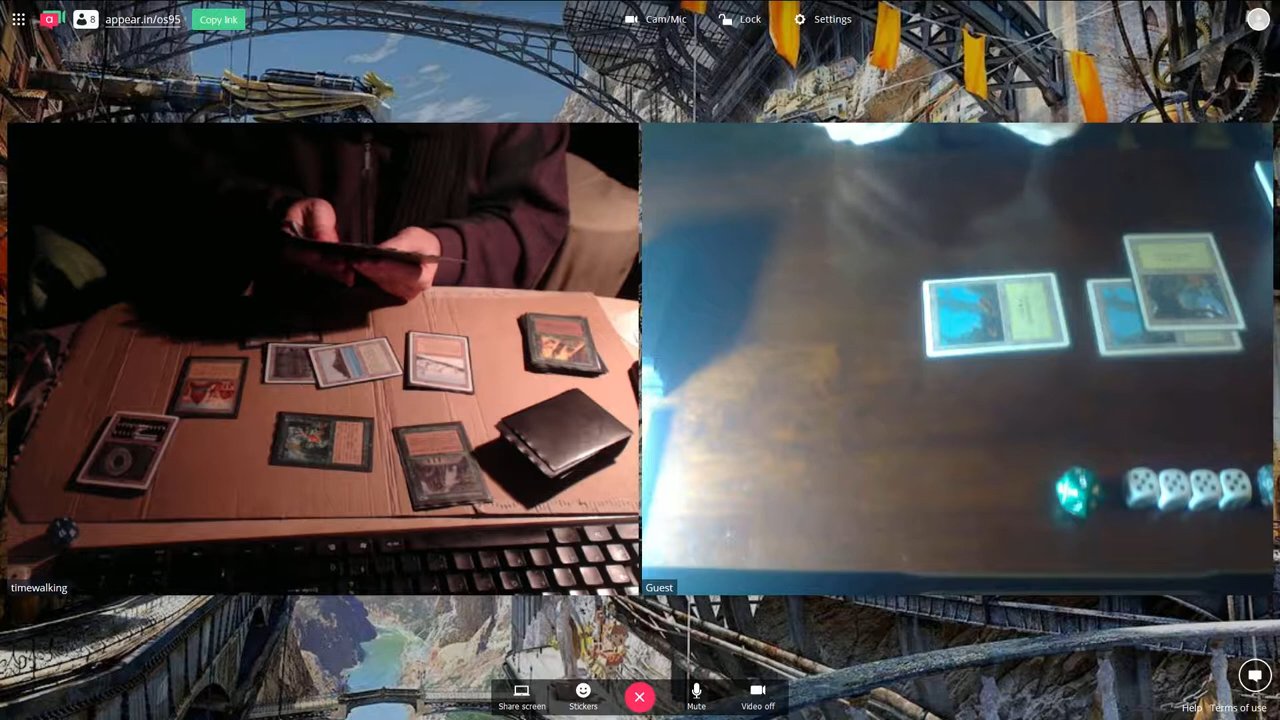 8
appear.in/os95
Copy link
Cam/Mic
Lock
Settings
timewalking
Guest
Share screen
Stickers
Mute
Video off
Help
Terms of use